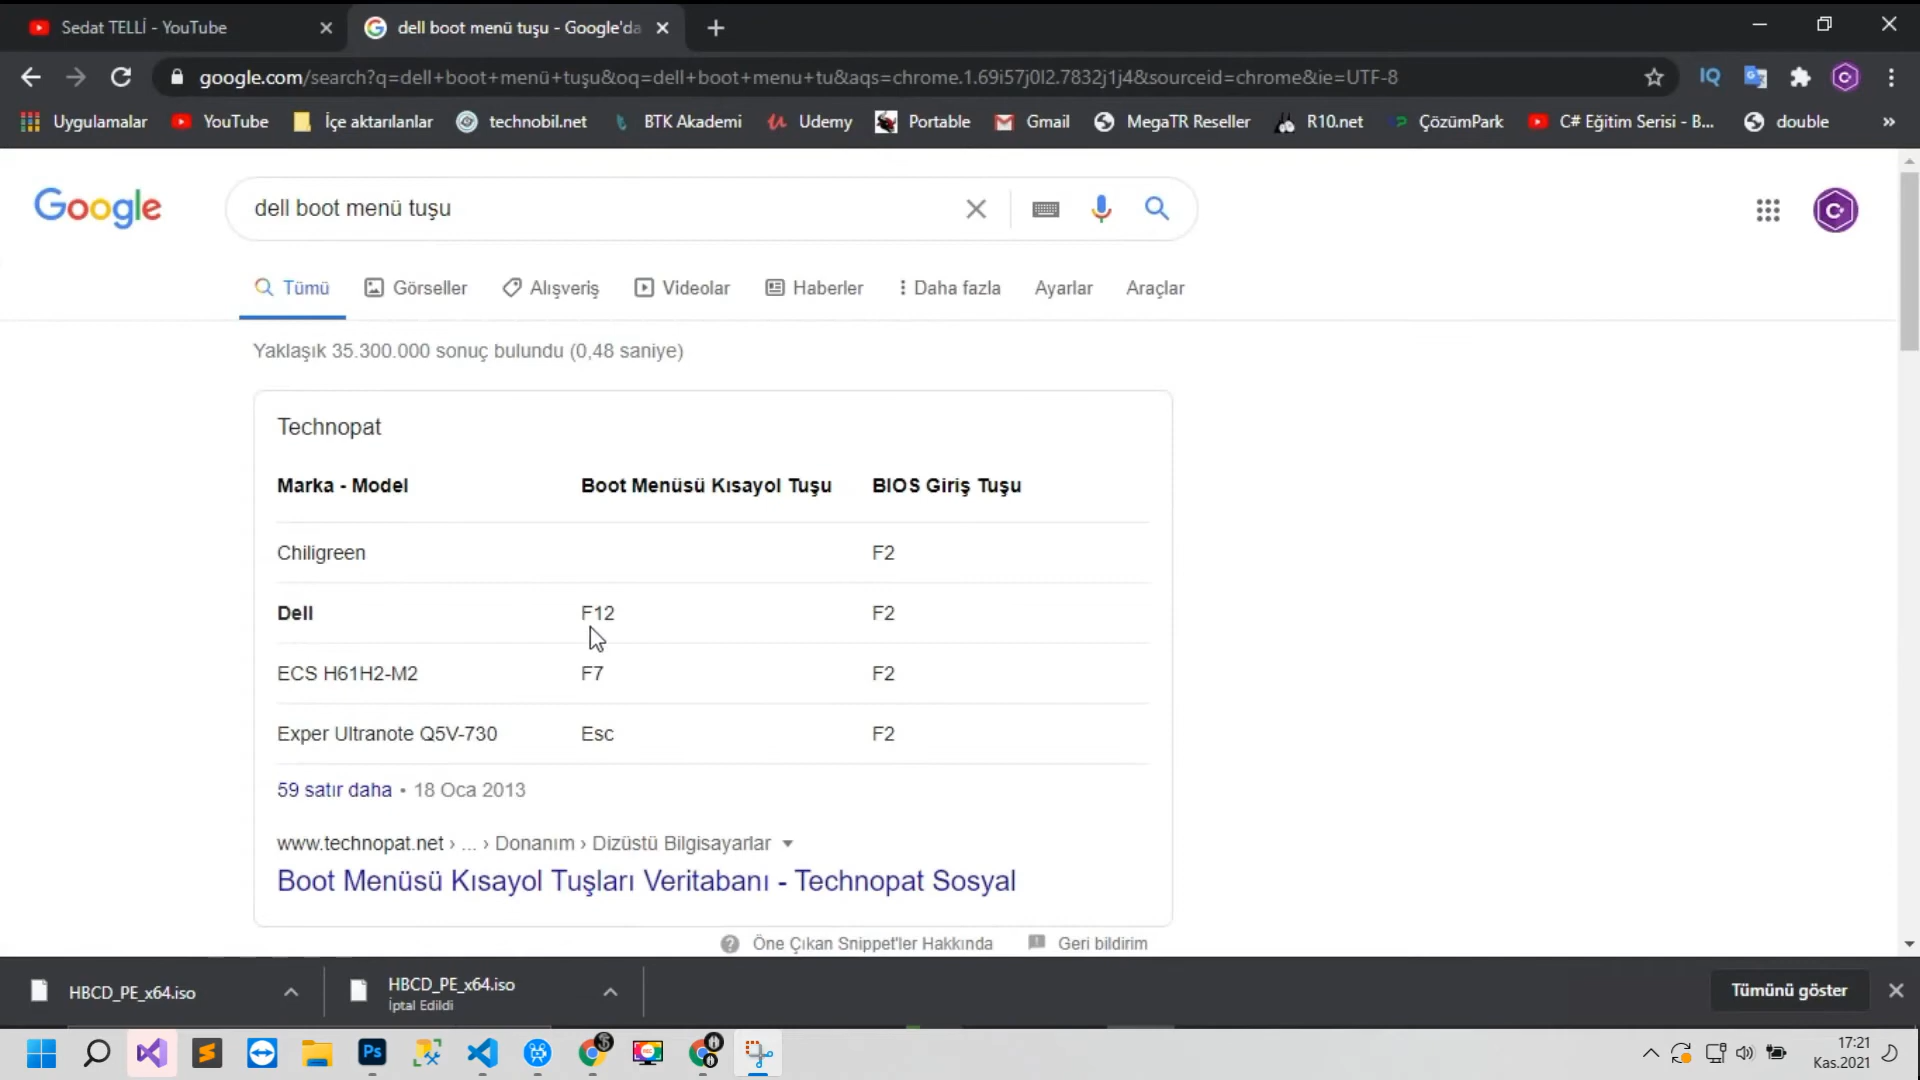 Sedat TELLİ - YouTube
dell boot menü tuşu - Google'da
google.com/search?q=dell+boot+menü+tuşu&oq=dell+boot+menu+tu&aqs=chrome.1.69i57j0l2.7832j1j4&sourceid=chrome&ie=UTF-8
IQ
Uygulamalar YouTube İçe aktarılanlar technobil.net BTK Akademi Udemy Portable Gmail MegaTR Reseller R10.net ÇözümPark C# Eğitim Serisi - B... double »
Google
dell boot menü tuşu
Tümü Görseller Alışveriş Videolar Haberler Daha fazla Ayarlar Araçlar
Yaklaşık 35.300.000 sonuç bulundu (0,48 saniye)
Technopat
Marka - Model Boot Menüsü Kısayol Tuşu BIOS Giriş Tuşu
Chiligreen F2
Dell F12 F2
ECS H61H2-M2 F7 F2
Exper Ultranote Q5V-730 Esc F2
59 satır daha • 18 Oca 2013
www.technopat.net › ... › Donanım › Dizüstü Bilgisayarlar
Boot Menüsü Kısayol Tuşları Veritabanı - Technopat Sosyal
Öne Çıkan Snippet'ler Hakkında Geri bildirim
HBCD_PE_x64.iso
HBCD_PE_x64.iso
İptal Edildi
Tümünü göster
Ps
17:21
Kas.2021